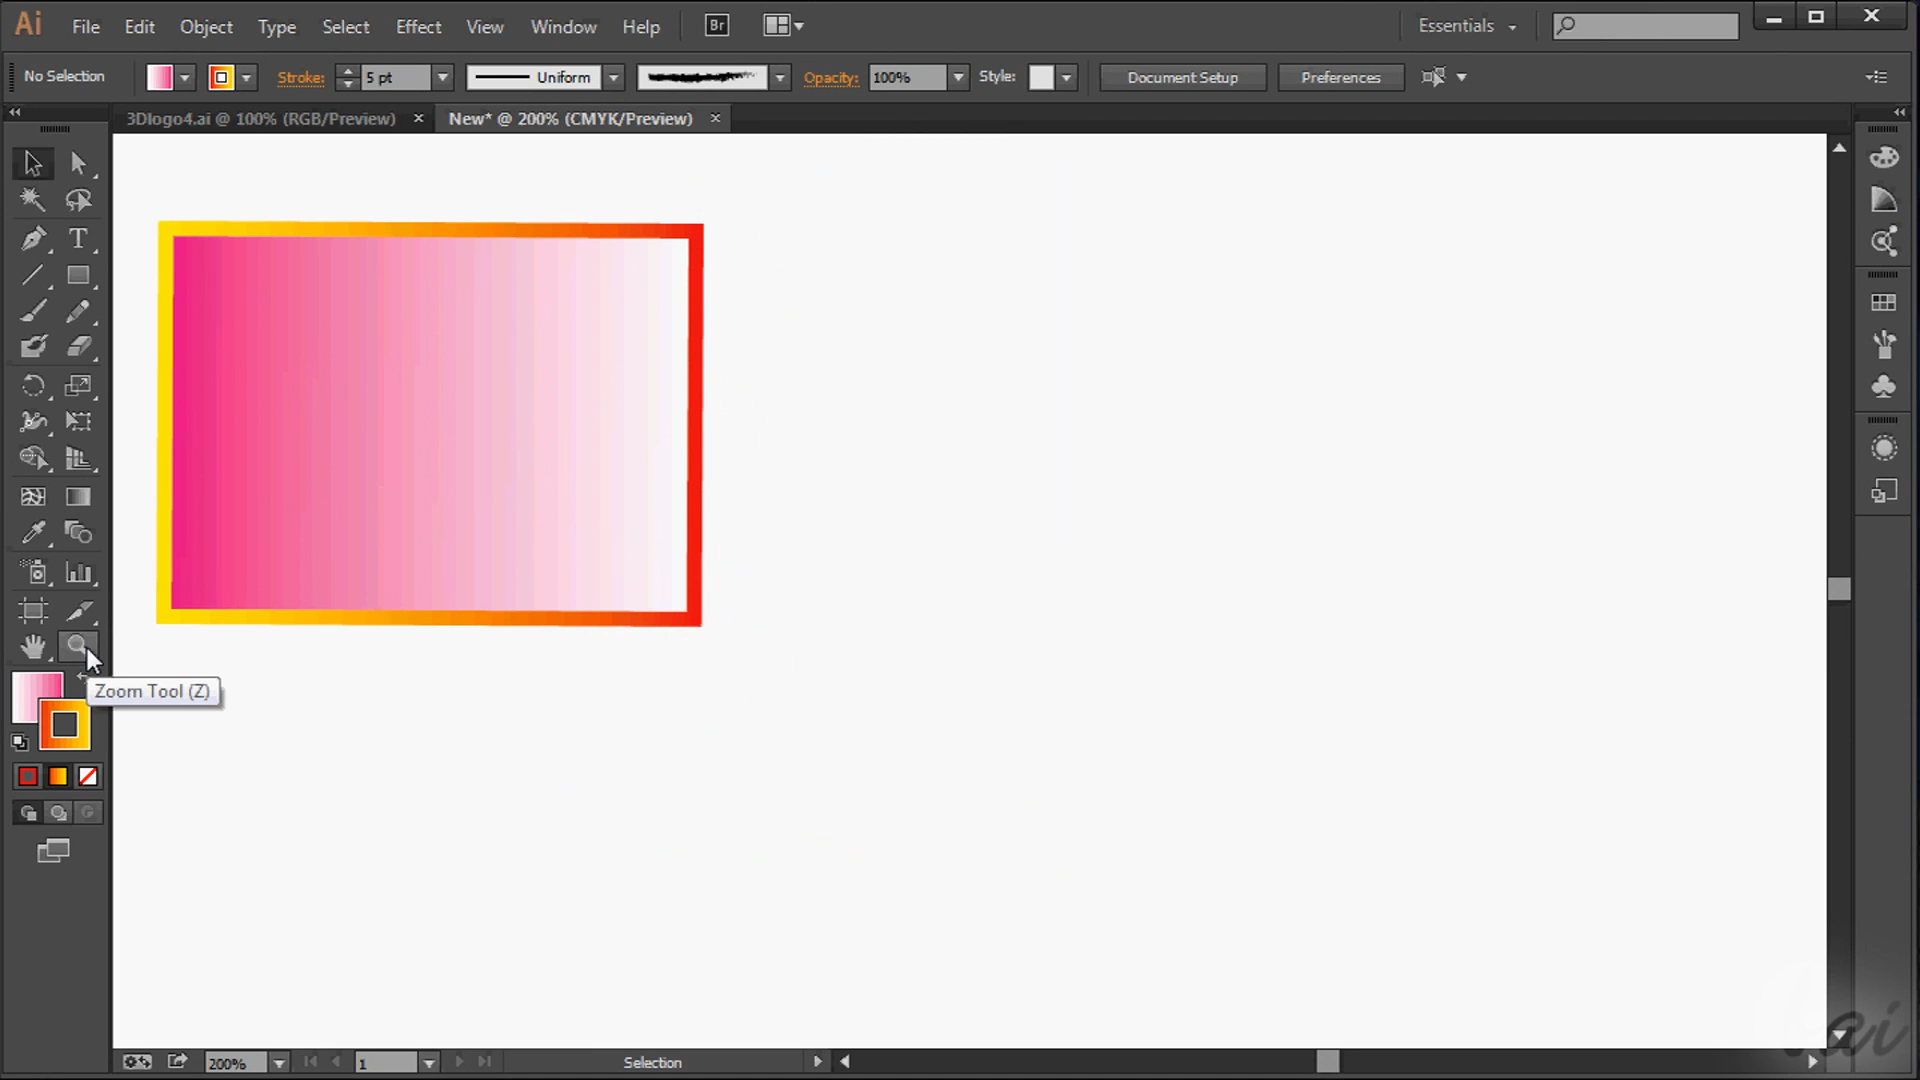 Ai File Edit Object Type Select Effect View Window Help Br Essentials
No Selection Stroke: 5 pt Uniform Opacity: 100% Style: Document Setup Preferences
3Dlogo4.ai @ 100% (RGB/Preview) × New* @ 200% (CMYK/Preview) ×
T
Zoom Tool (Z)
200% 1 Selection